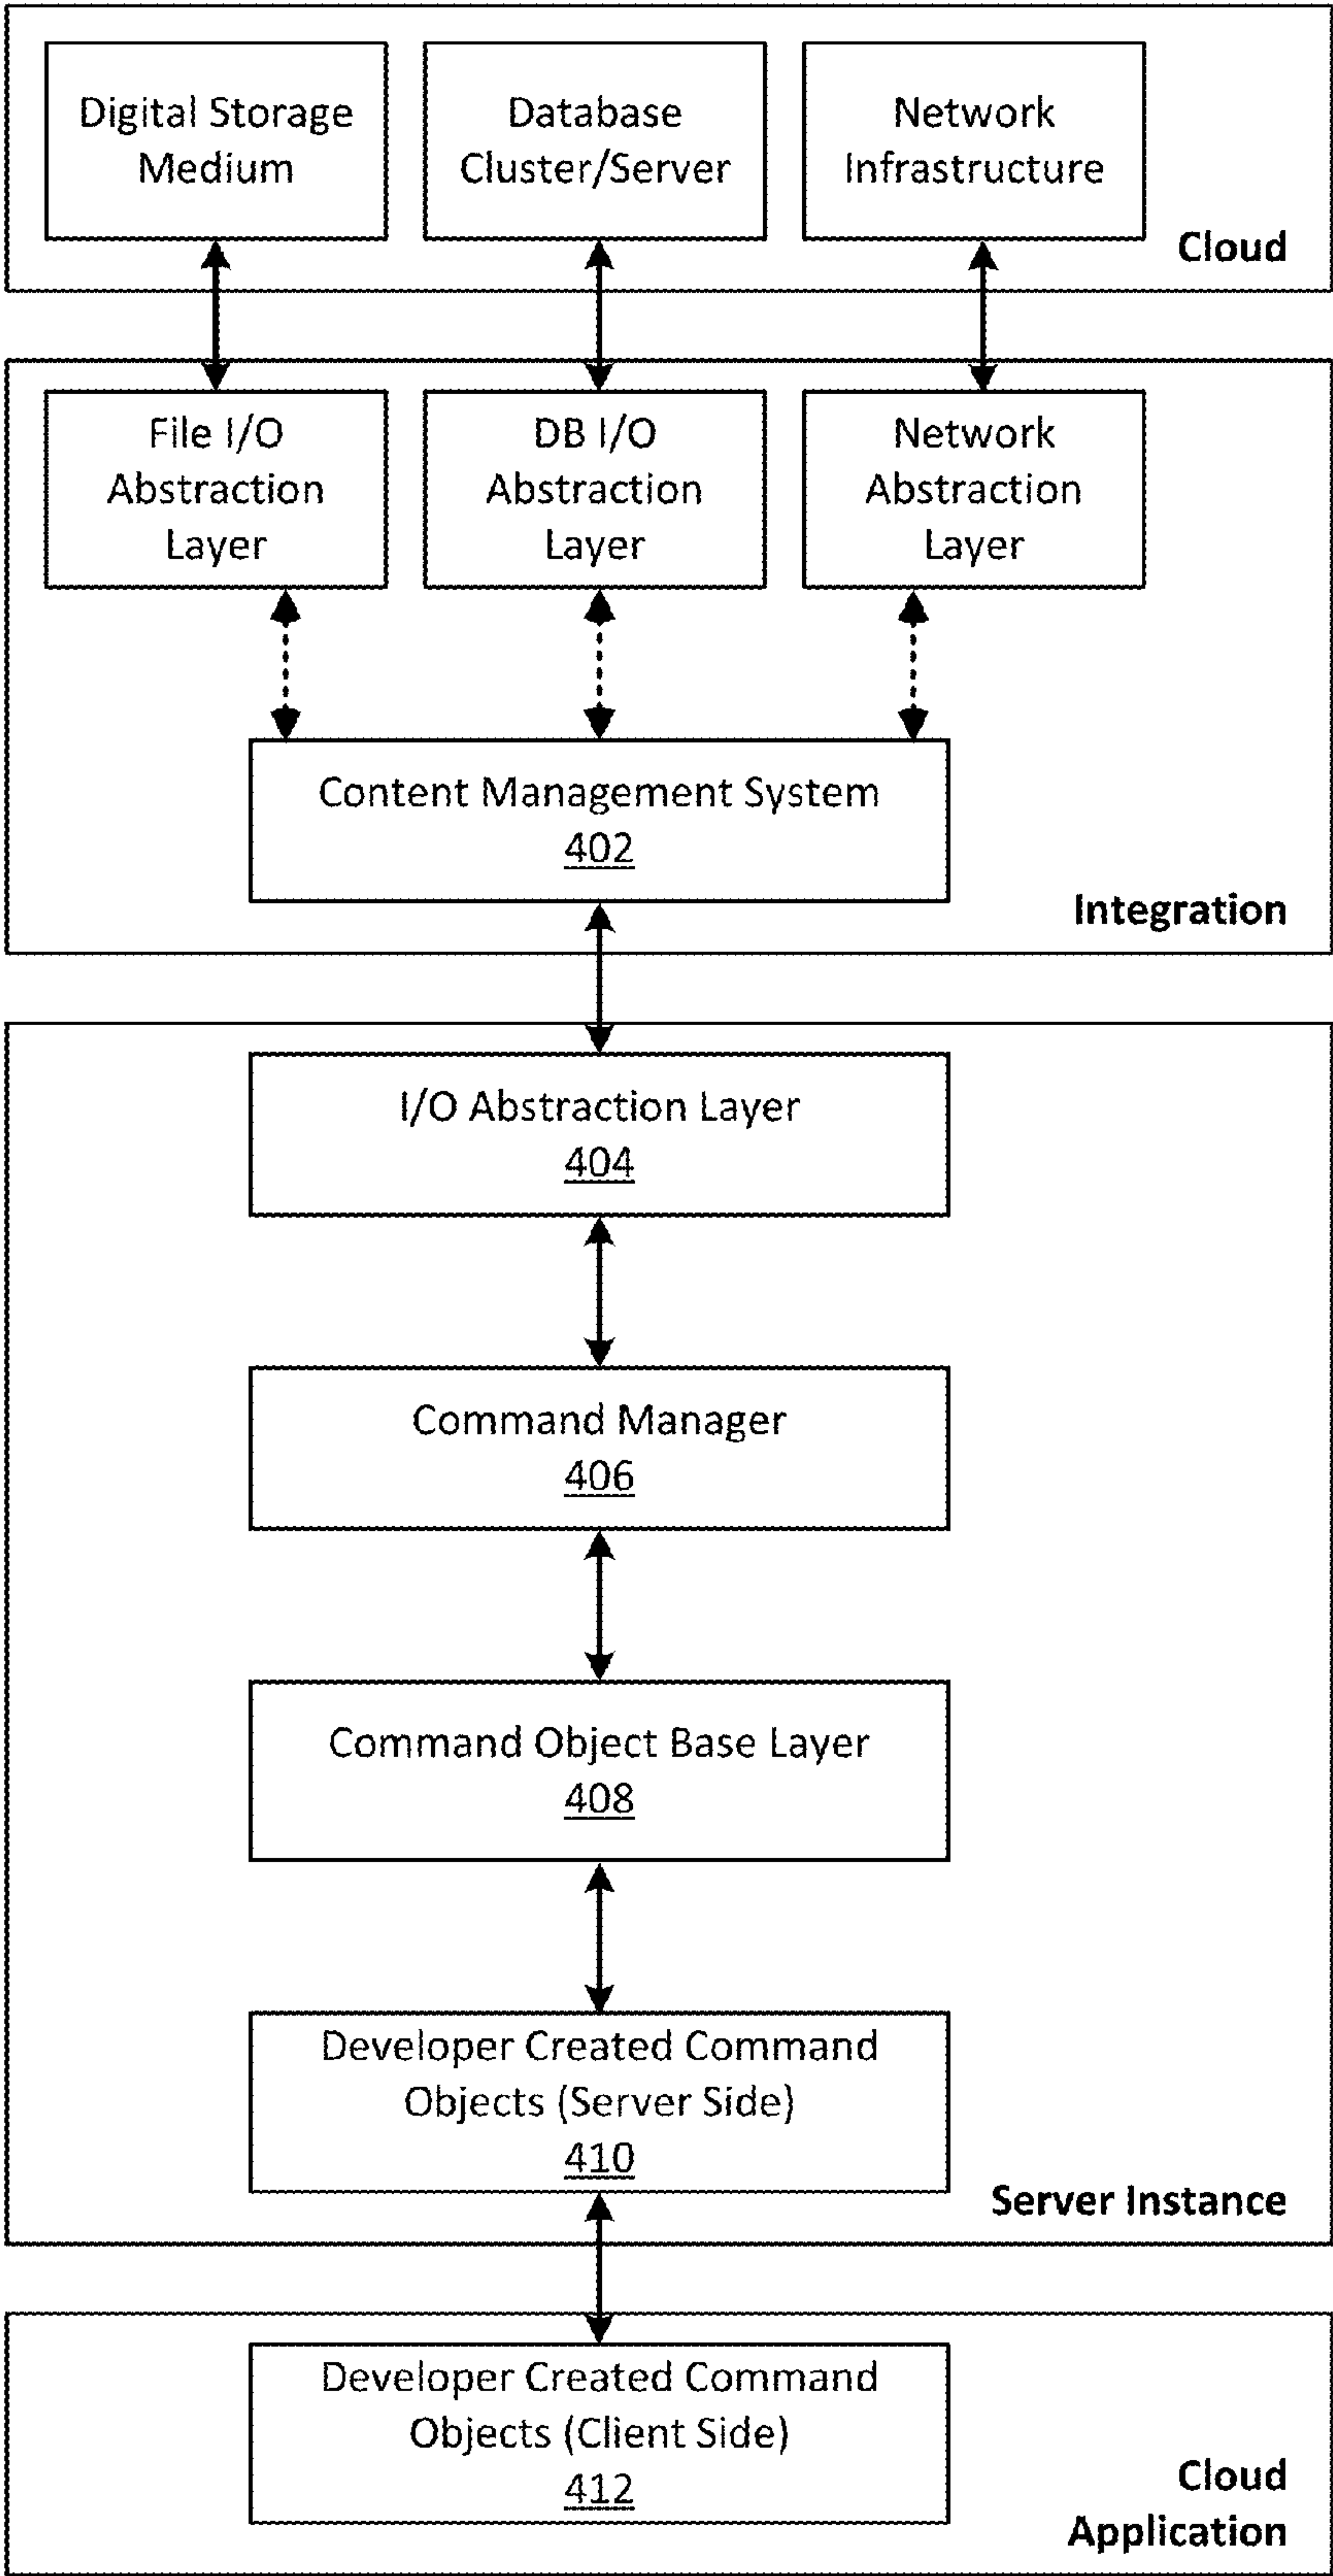 Digital Storage
Medium
Database
Cluster/Server
Network
Infrastructure
Cloud
File I/O
Abstraction
Layer
DB I/O
Abstraction
Layer
Network
Abstraction
Layer
Content Management System
402
Integration
I/O Abstraction Layer
404
Command Manager
406
Command Object Base Layer
408
Developer Created Command
Objects (Server Side)
410
Server Instance
Developer Created Command
Objects (Client Side)
412
Cloud
Application